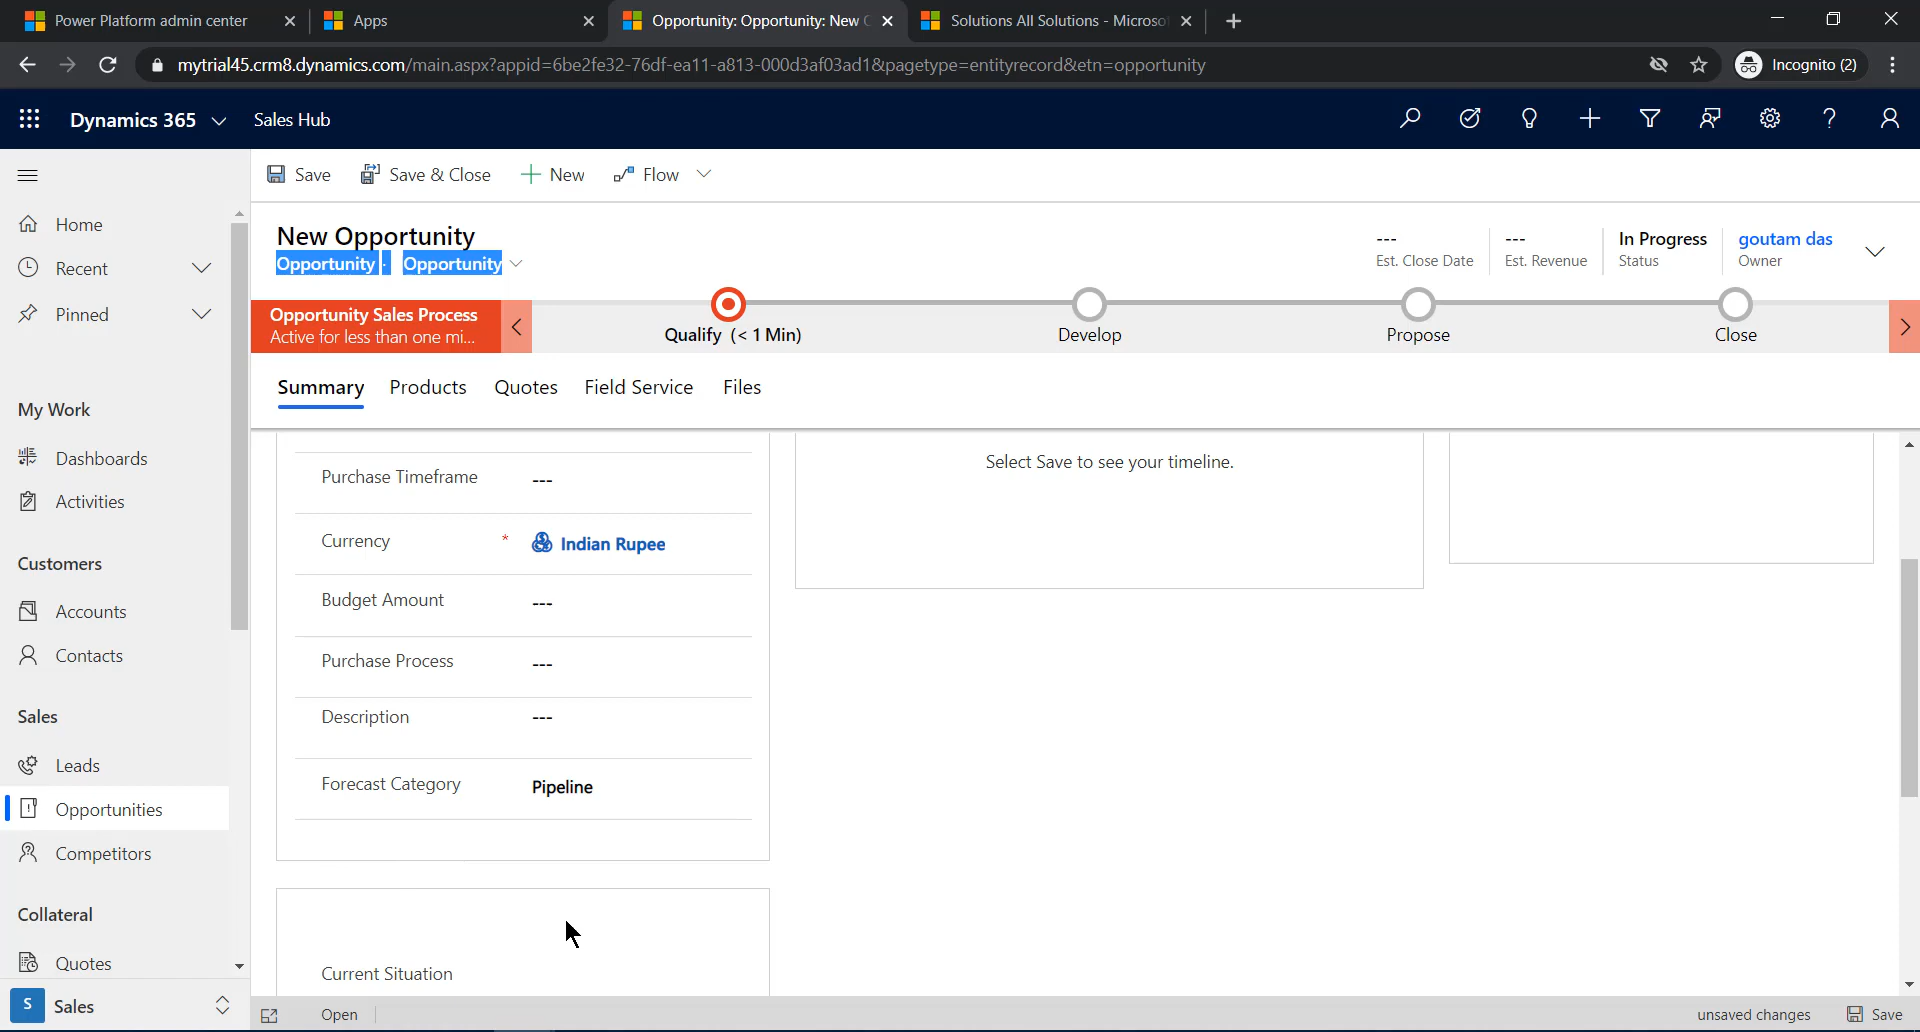 Power Platform admin center
Apps
Opportunity: Opportunity: New
Solutions All Solutions - Microso
mytrial45.crm8.dynamics.com/main.aspx?appid=6be2fe32-76df-ea11-a813-000d3af03ad1&pagetype=entityrecord&etn=opportunity
Incognito (2)
Dynamics 365
Sales Hub
Save
Save & Close
New
Flow
Home
Recent
Pinned
My Work
Dashboards
Activities
Customers
Accounts
Contacts
Sales
Leads
Opportunities
Competitors
Collateral
Quotes
S Sales
New Opportunity
Opportunity · Opportunity
---
Est. Close Date
---
Est. Revenue
In Progress
Status
goutam das
Owner
Opportunity Sales Process
Active for less than one mi...
Qualify (< 1 Min)
Develop
Propose
Close
Summary
Products
Quotes
Field Service
Files
Purchase Timeframe ---
Currency * Indian Rupee
Budget Amount ---
Purchase Process ---
Description ---
Forecast Category Pipeline
Current Situation
Select Save to see your timeline.
Open
unsaved changes
Save